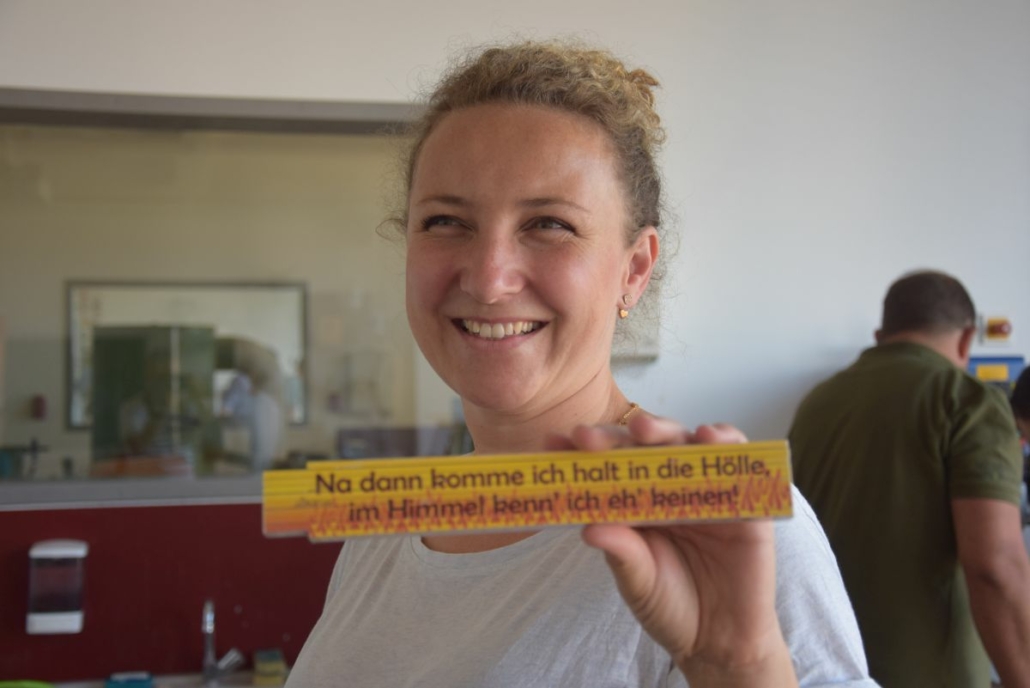 Na dann komme ich halt in die Hölle,
im Himmel kenn' ich eh' keinen!